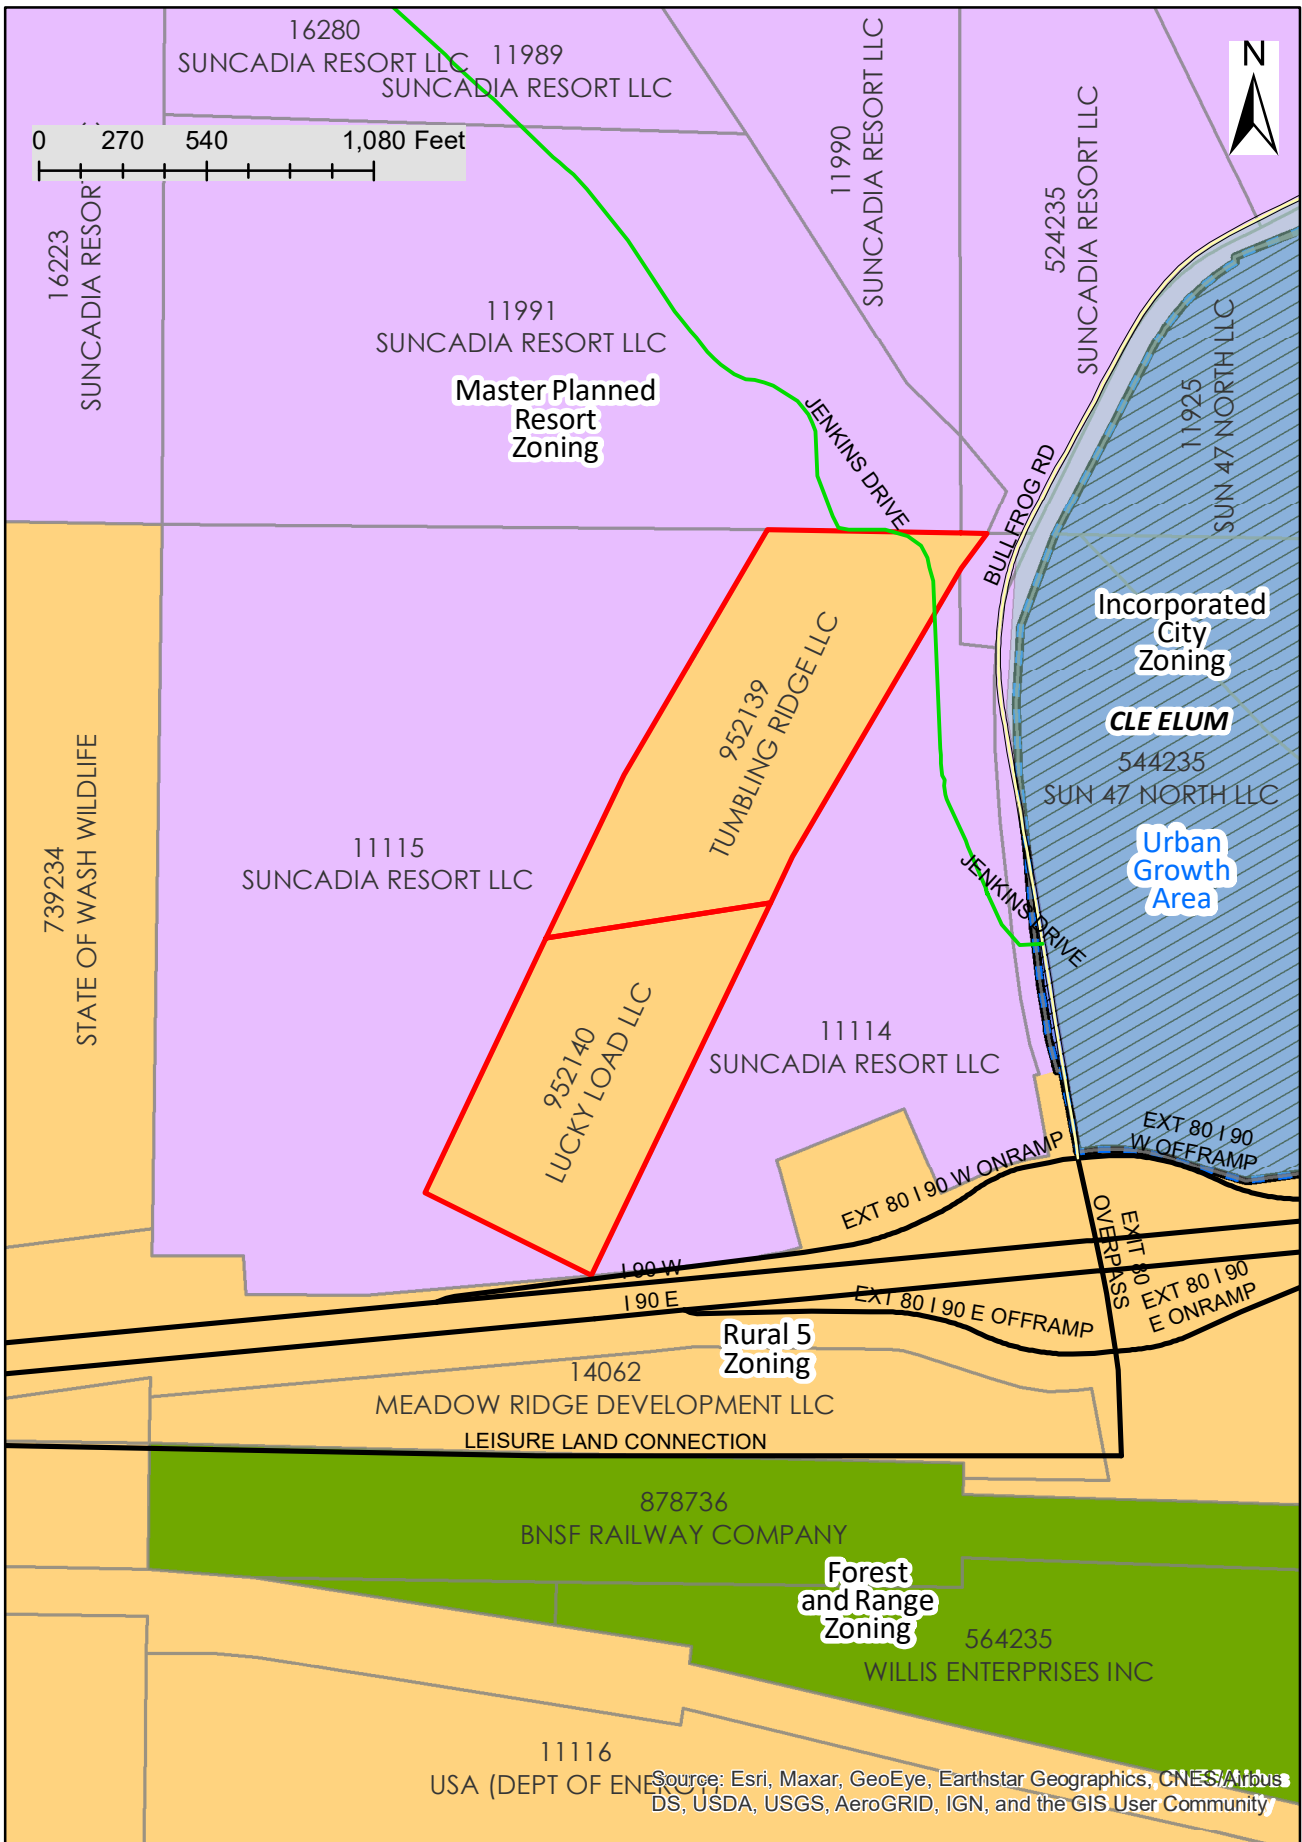 16280
SUNCADIA RESORT LLC
11989
SUNCADIA RESORT LLC
11990
SUNCADIA RESORT LLC
524235
SUNCADIA RESORT LLC
N
0 270 540 1,080 Feet
16223
SUNCADIA RESORT
11991
SUNCADIA RESORT LLC
Master Planned
Resort
Zoning
JENKINS DRIVE
BULLFROG RD
11925
SUN 47 NORTH LLC
Incorporated
City
Zoning
CLE ELUM
544235
SUN 47 NORTH LLC
Urban
Growth
Area
952139
TUMBLING RIDGE LLC
739234
STATE OF WASH WILDLIFE
11115
SUNCADIA RESORT LLC
JENKINS DRIVE
952140
LUCKY LOAD LLC
11114
SUNCADIA RESORT LLC
EXT 80 I 90 W ONRAMP
EXT 80 I 90
W OFFRAMP
EXIT 80
OVERPASS
I 90 W
I 90 E
EXT 80 I 90 E OFFRAMP
EXT 80 I 90
E ONRAMP
Rural 5
Zoning
14062
MEADOW RIDGE DEVELOPMENT LLC
LEISURE LAND CONNECTION
878736
BNSF RAILWAY COMPANY
Forest
and Range
Zoning
564235
WILLIS ENTERPRISES INC
11116
USA (DEPT OF ENERGY)
Source: Esri, Maxar, GeoEye, Earthstar Geographics, CNES/Airbus
DS, USDA, USGS, AeroGRID, IGN, and the GIS User Community